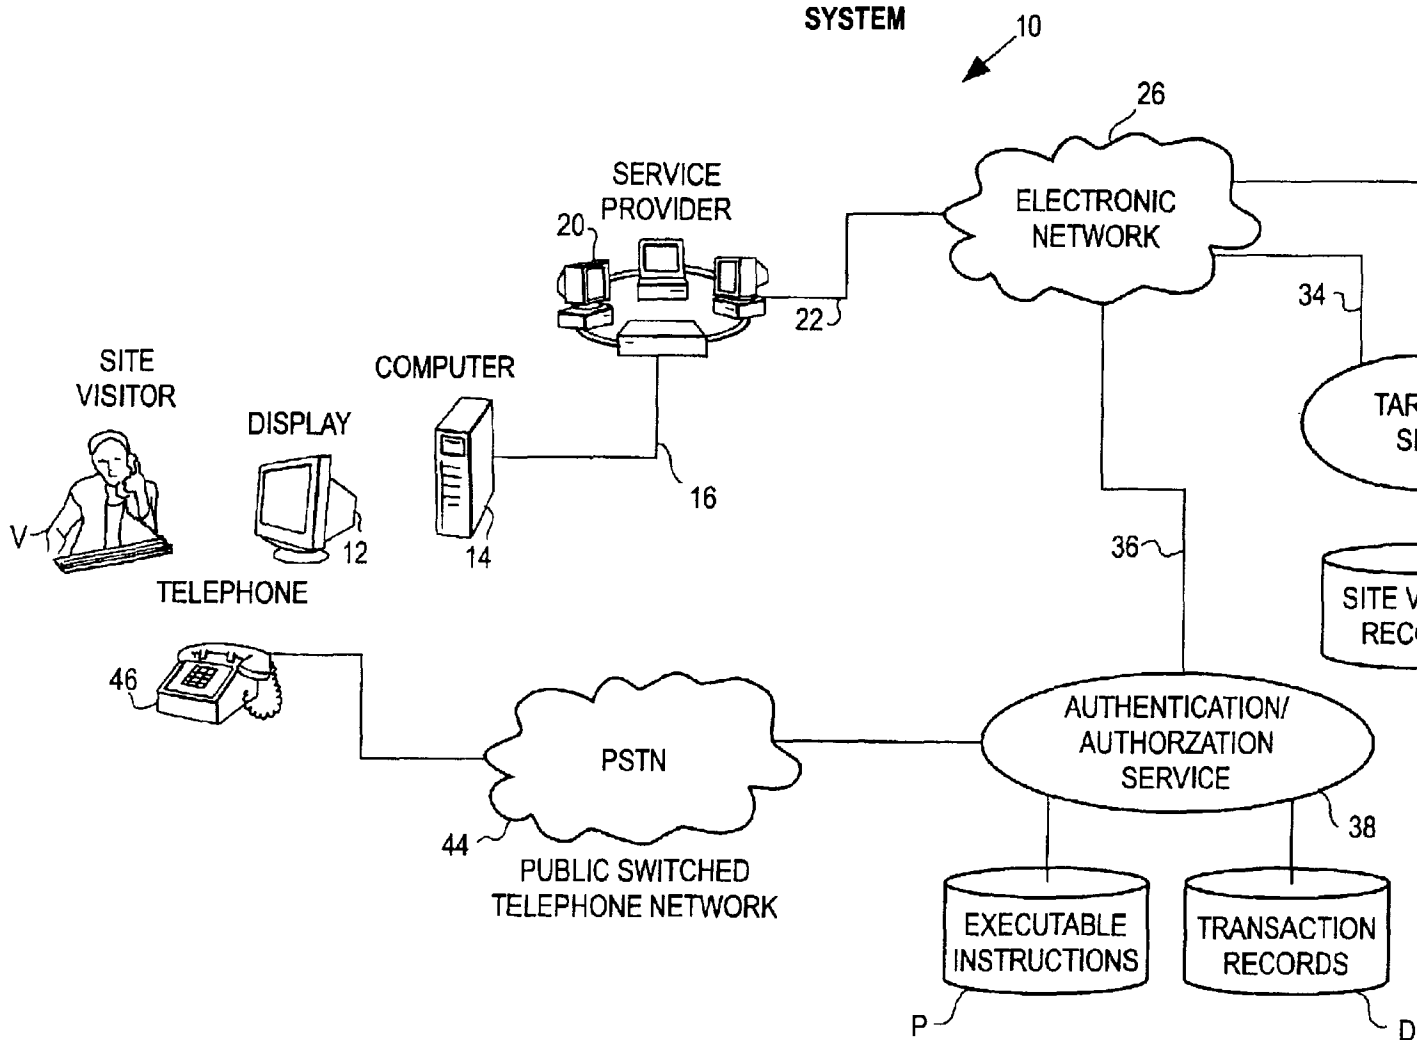 SYSTEM
10
26
SERVICE
PROVIDER
20
ELECTRONIC
NETWORK
22
34
SITE
VISITOR
COMPUTER
DISPLAY
V
12
14
16
36
TELEPHONE
46
SITE
AUTHENTICATION/
AUTHORZATION
SERVICE
PSTN
44
38
PUBLIC SWITCHED
TELEPHONE NETWORK
EXECUTABLE
INSTRUCTIONS
TRANSACTION
RECORDS
P
D